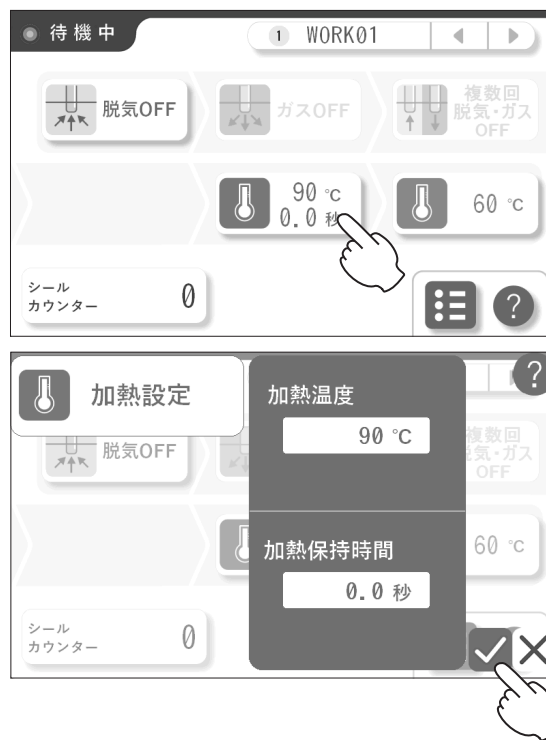 待機中
1 WORK01
脱気OFF
ガスOFF
複数回
脱気・ガス
OFF
90 ℃
0.0 秒
60 ℃
シール
カウンター
0
?
加熱設定
?
加熱温度
90 ℃
脱気OFF
複数回
脱気・ガス
OFF
加熱保持時間
0.0 秒
60 ℃
シール
カウンター
0